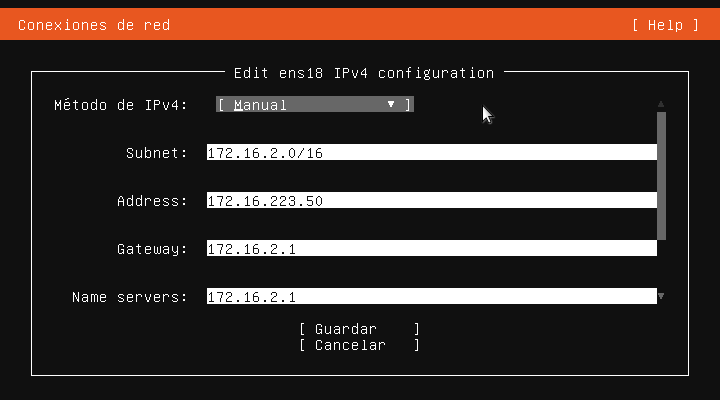 Conexiones de red [ Help ]
Edit ens18 IPv4 configuration
Método de IPv4: [ Manual ▼ ]
Subnet: 172.16.2.0/16
Address: 172.16.223.50
Gateway: 172.16.2.1
Name servers: 172.16.2.1
[ Guardar ]
[ Cancelar ]